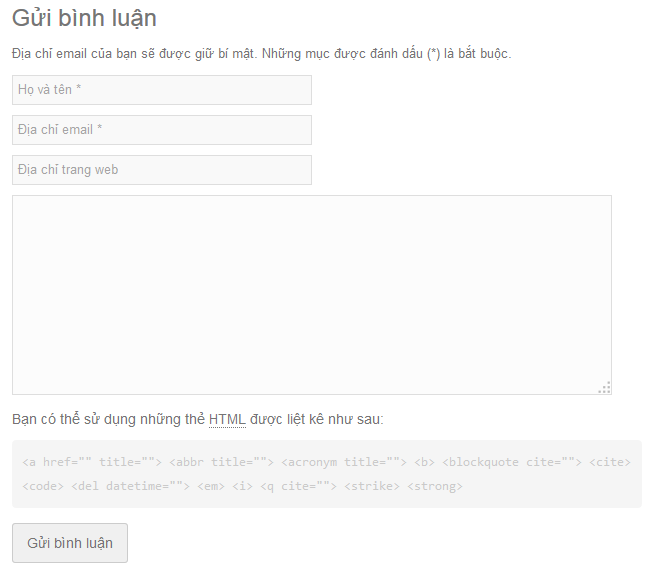 Gửi bình luận
Địa chỉ email của bạn sẽ được giữ bí mật. Những mục được đánh dấu (*) là bắt buộc.
Họ và tên *
Địa chỉ email *
Địa chỉ trang web
Bạn có thể sử dụng những thẻ HTML được liệt kê như sau:
<a href="" title=""> <abbr title=""> <acronym title=""> <b> <blockquote cite=""> <cite>
<code> <del datetime=""> <em> <i> <q cite=""> <strike> <strong>
Gửi bình luận